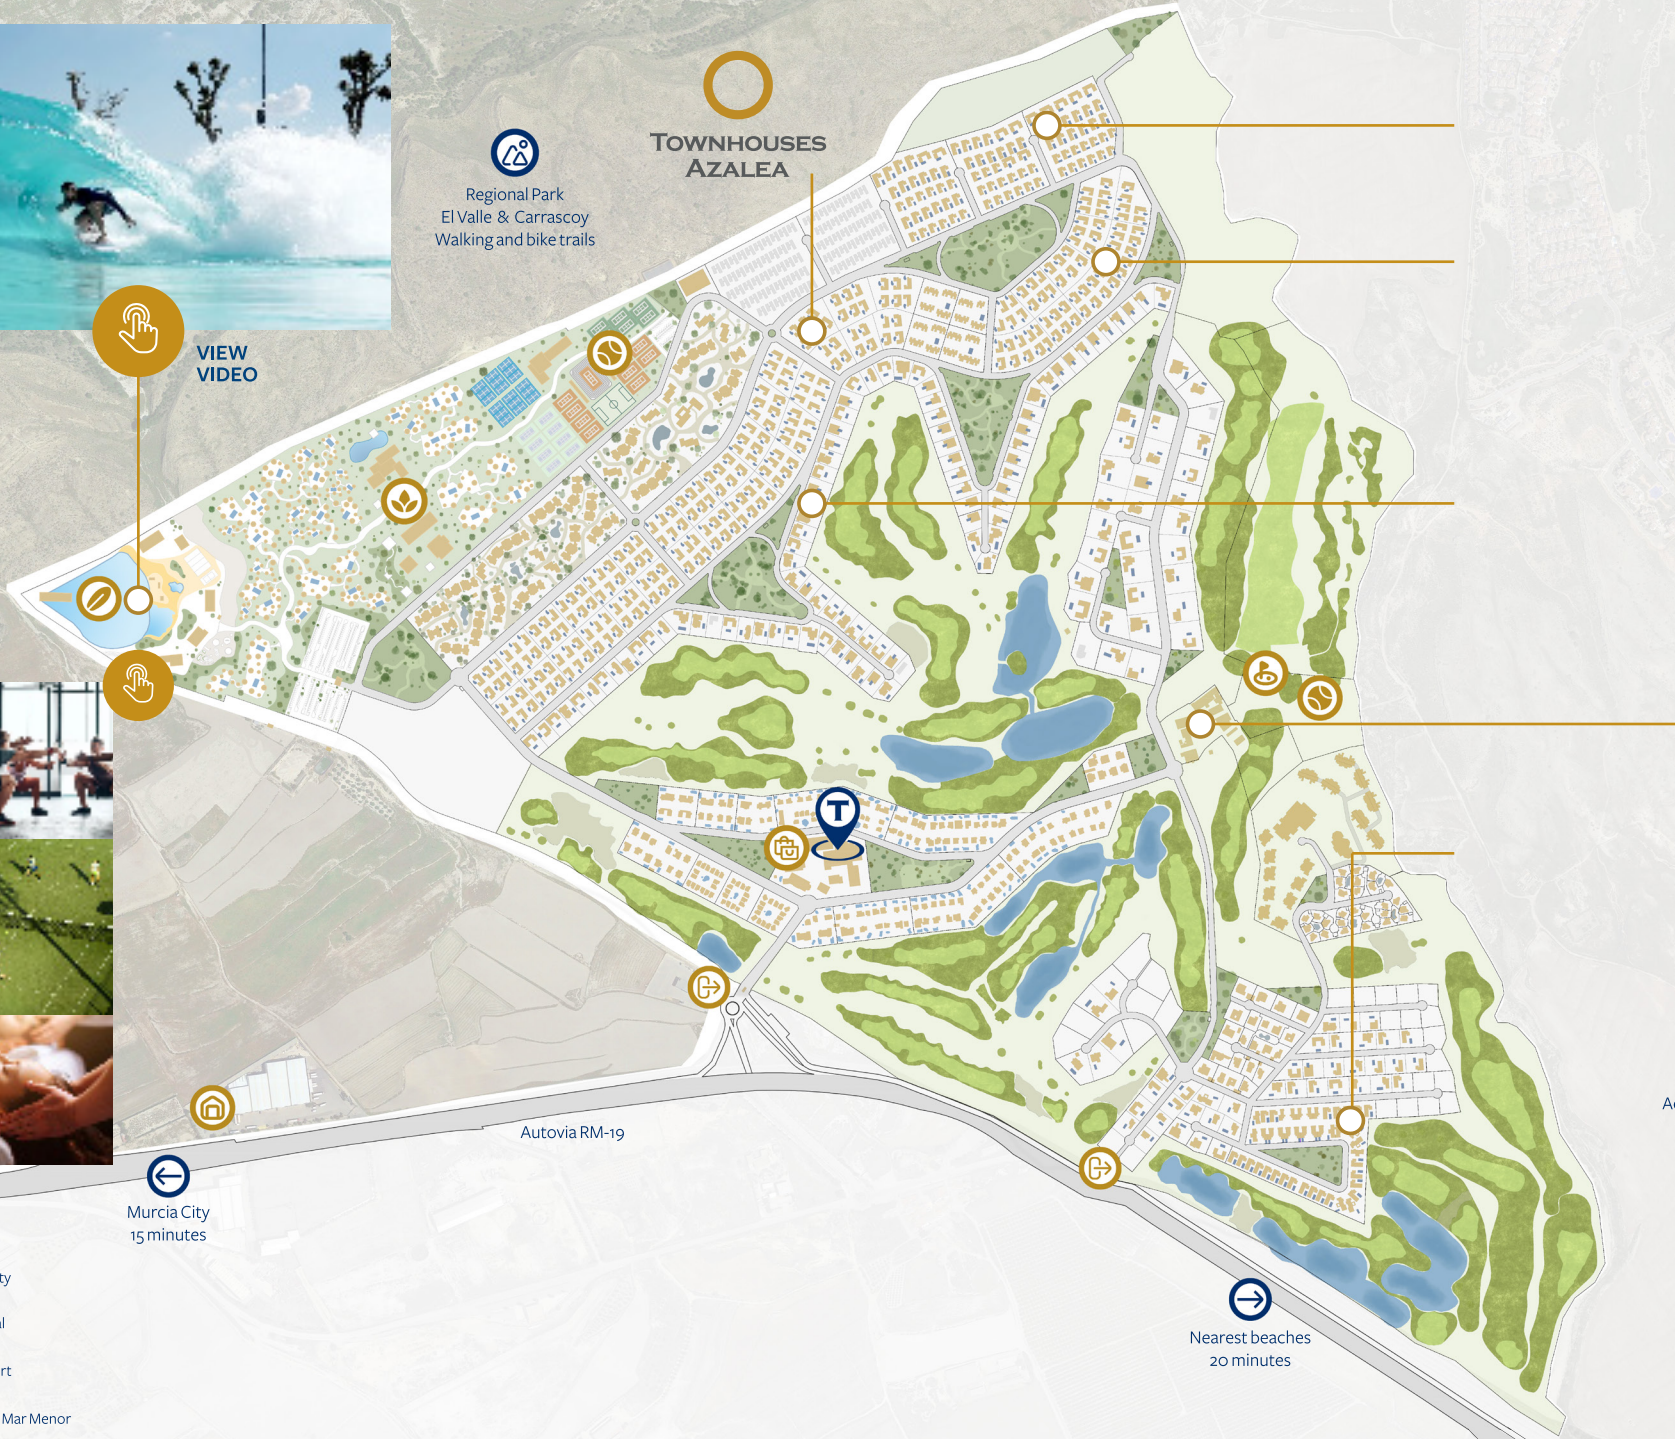 TOWNHOUSES
AZALEA
Regional Park
El Valle & Carrascoy
Walking and bike trails
VIEW
VIDEO
T
Autovia RM-19
Murcia City
15 minutes
Nearest beaches
20 minutes
Mar Menor